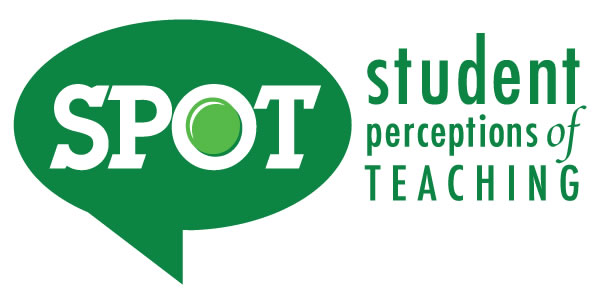 SPOT
student
perceptions of
TEACHING